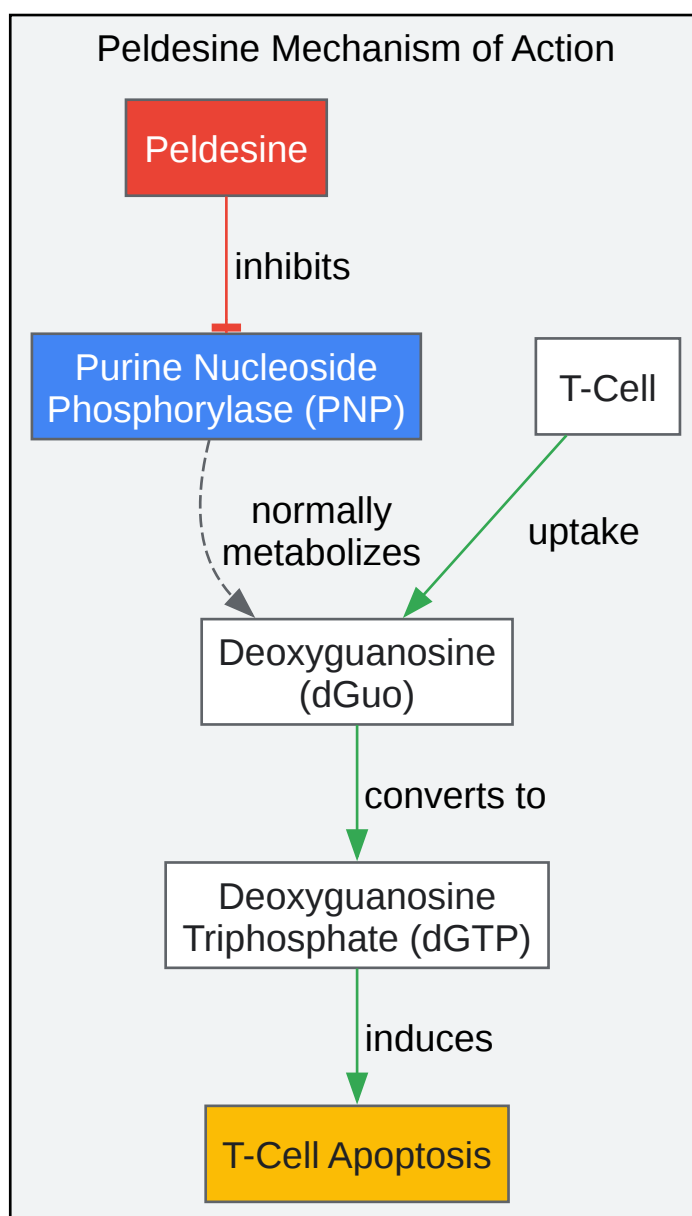 Peldesine Mechanism of Action
Peldesine
inhibits
Purine Nucleoside
Phosphorylase (PNP)
T-Cell
normally
metabolizes
uptake
Deoxyguanosine
(dGuo)
converts to
Deoxyguanosine
Triphosphate (dGTP)
induces
T-Cell Apoptosis